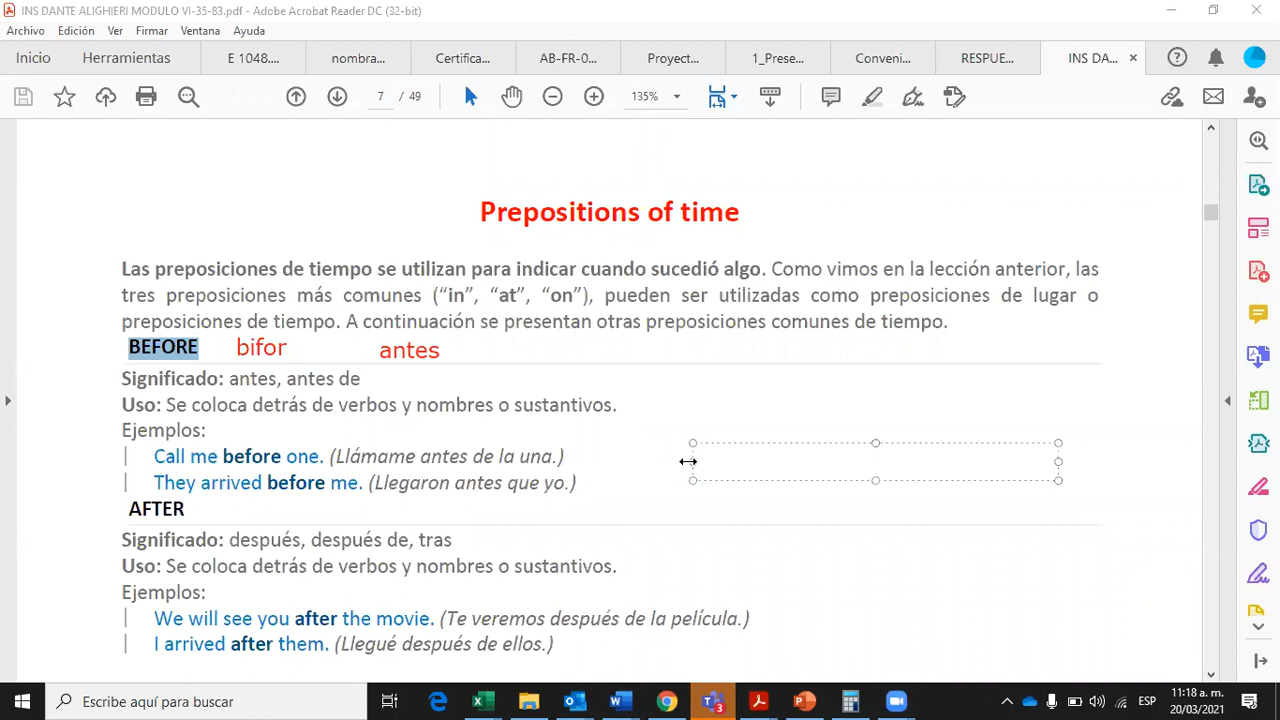 INS DANTE ALIGHIERI MODULO VI-35-83.pdf - Adobe Acrobat Reader DC (32-bit)
Archivo Edición Ver Firmar Ventana Ayuda
Inicio Herramientas E 1048.... nombra... Certifica... AB-FR-0... Proyect... 1_Prese... Conveni... RESPUE... INS DA...
7 / 49 135%
Prepositions of time
Las preposiciones de tiempo se utilizan para indicar cuando sucedió algo. Como vimos en la lección anterior, las
tres preposiciones más comunes (“in”, “at”, “on”), pueden ser utilizadas como preposiciones de lugar o
preposiciones de tiempo. A continuación se presentan otras preposiciones comunes de tiempo.
BEFORE bifor antes
Significado: antes, antes de
Uso: Se coloca detrás de verbos y nombres o sustantivos.
Ejemplos:
Call me before one. (Llámame antes de la una.)
They arrived before me. (Llegaron antes que yo.)
AFTER
Significado: después, después de, tras
Uso: Se coloca detrás de verbos y nombres o sustantivos.
Ejemplos:
We will see you after the movie. (Te veremos después de la película.)
I arrived after them. (Llegué después de ellos.)
Escribe aquí para buscar
3
ESP
11:18 a. m.
20/03/2021